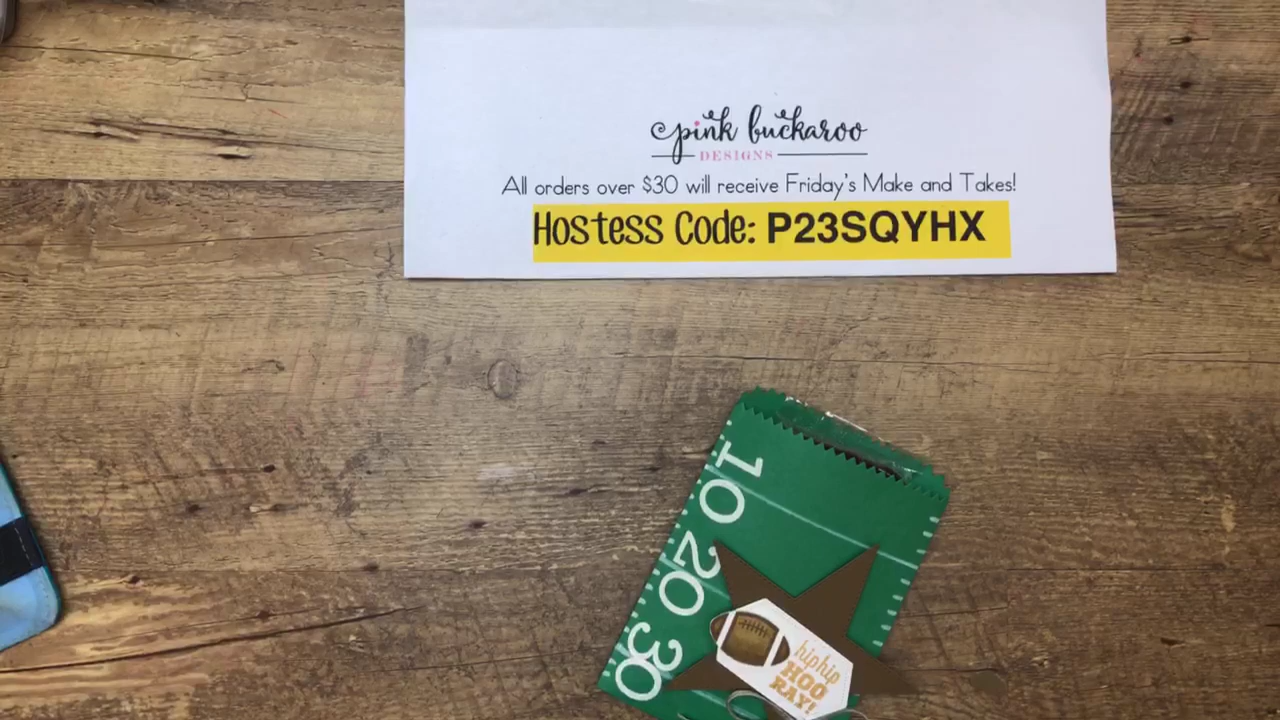 pink buckaroo
DESIGNS
All orders over $30 will receive Friday's Make and Takes!
Hostess Code: P23SQYHX
10
20
30
hip hip
HOO
RAY!